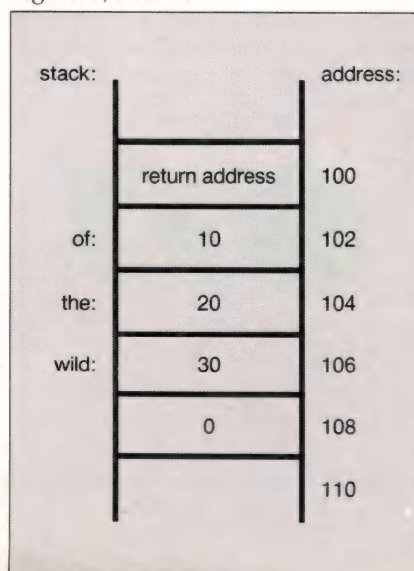 stack: address:
return address 100
of: 10 102
the: 20 104
wild: 30 106
0 108
110